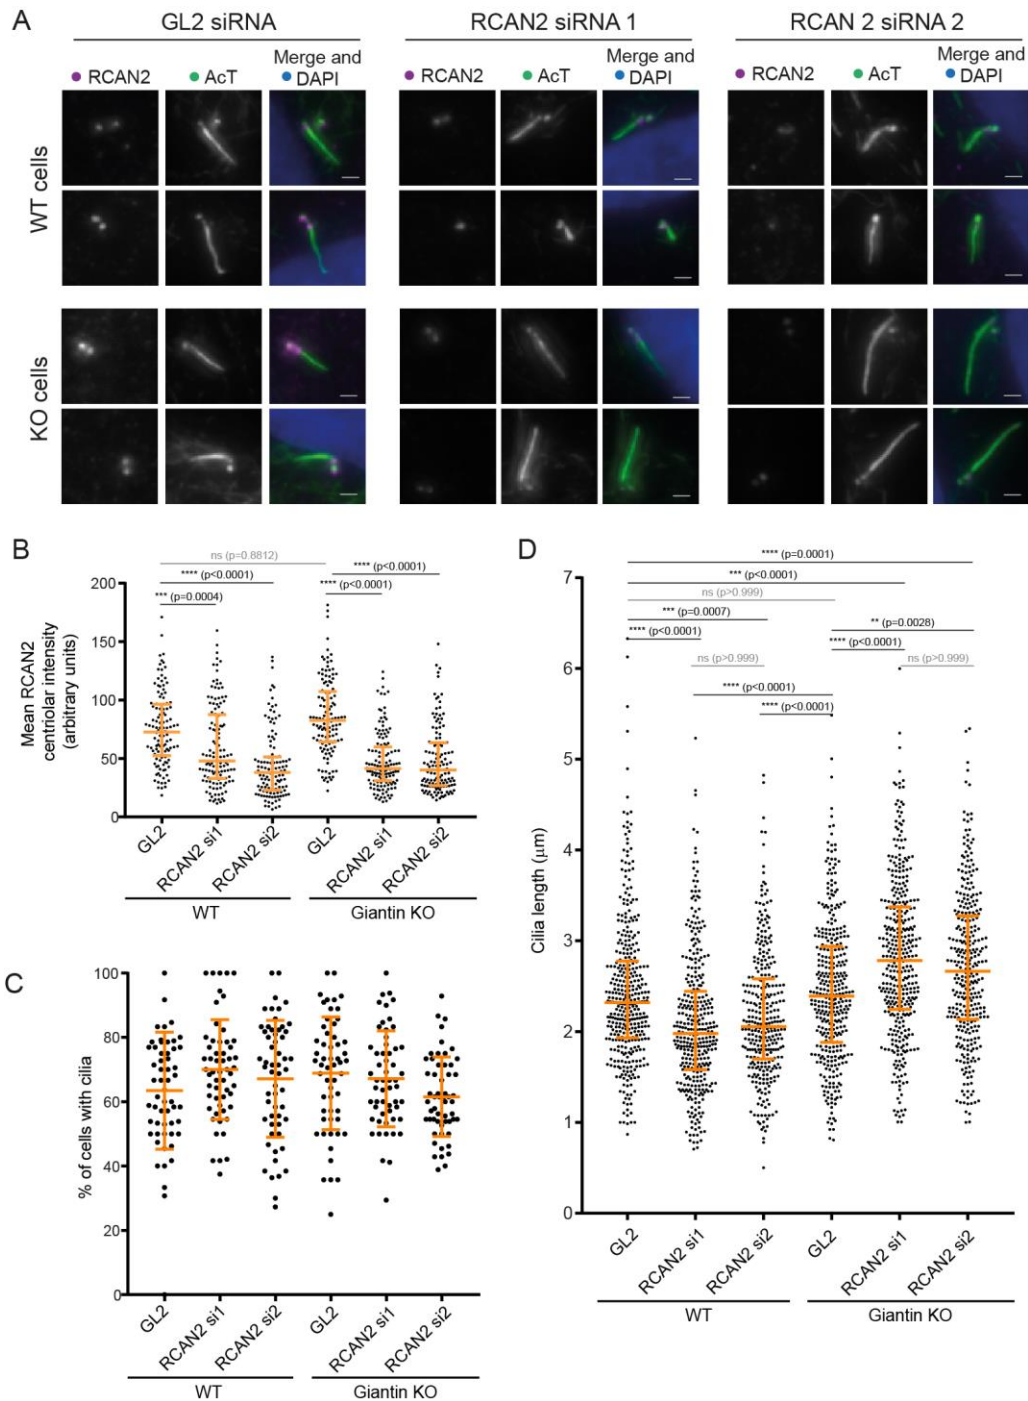 A
GL2 siRNA
RCAN2 siRNA 1
RCAN 2 siRNA 2
RCAN2
AcT
Merge and
DAPI
RCAN2
AcT
Merge and
DAPI
RCAN2
AcT
Merge and
DAPI
WT cells
KO cells
B
ns (p=0.8812)
**** (p<0.0001)
*** (p=0.0004)
**** (p<0.0001)
**** (p<0.0001)
Mean RCAN2
centriolar intensity
(arbitrary units)
200
150
100
50
0
GL2
RCAN2 si1
RCAN2 si2
GL2
RCAN2 si1
RCAN2 si2
WT
Giantin KO
C
% of cells with cilia
100
80
60
40
20
0
GL2
RCAN2 si1
RCAN2 si2
GL2
RCAN2 si1
RCAN2 si2
WT
Giantin KO
D
**** (p=0.0001)
*** (p<0.0001)
ns (p>0.999)
*** (p=0.0007)
**** (p<0.0001)
** (p=0.0028)
**** (p<0.0001)
ns (p>0.999)
ns (p>0.999)
**** (p<0.0001)
**** (p<0.0001)
Cilia length (μm)
7
6
5
4
3
2
1
0
GL2
RCAN2 si1
RCAN2 si2
GL2
RCAN2 si1
RCAN2 si2
WT
Giantin KO